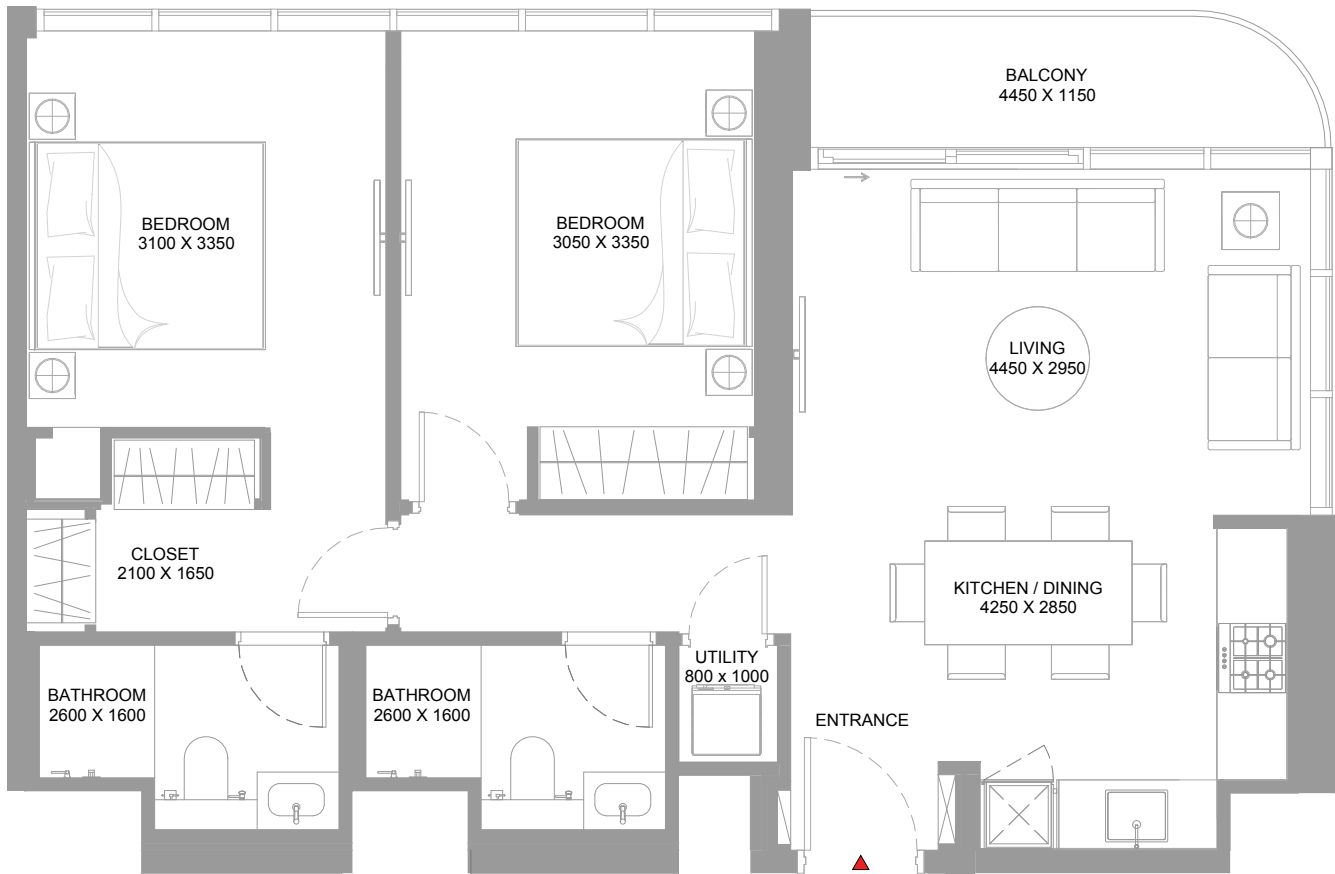 BALCONY
4450 X 1150
BEDROOM
3100 X 3350
BEDROOM
3050 X 3350
LIVING
4450 X 2950
CLOSET
2100 X 1650
KITCHEN / DINING
4250 X 2850
UTILITY
800 x 1000
BATHROOM
2600 X 1600
BATHROOM
2600 X 1600
ENTRANCE